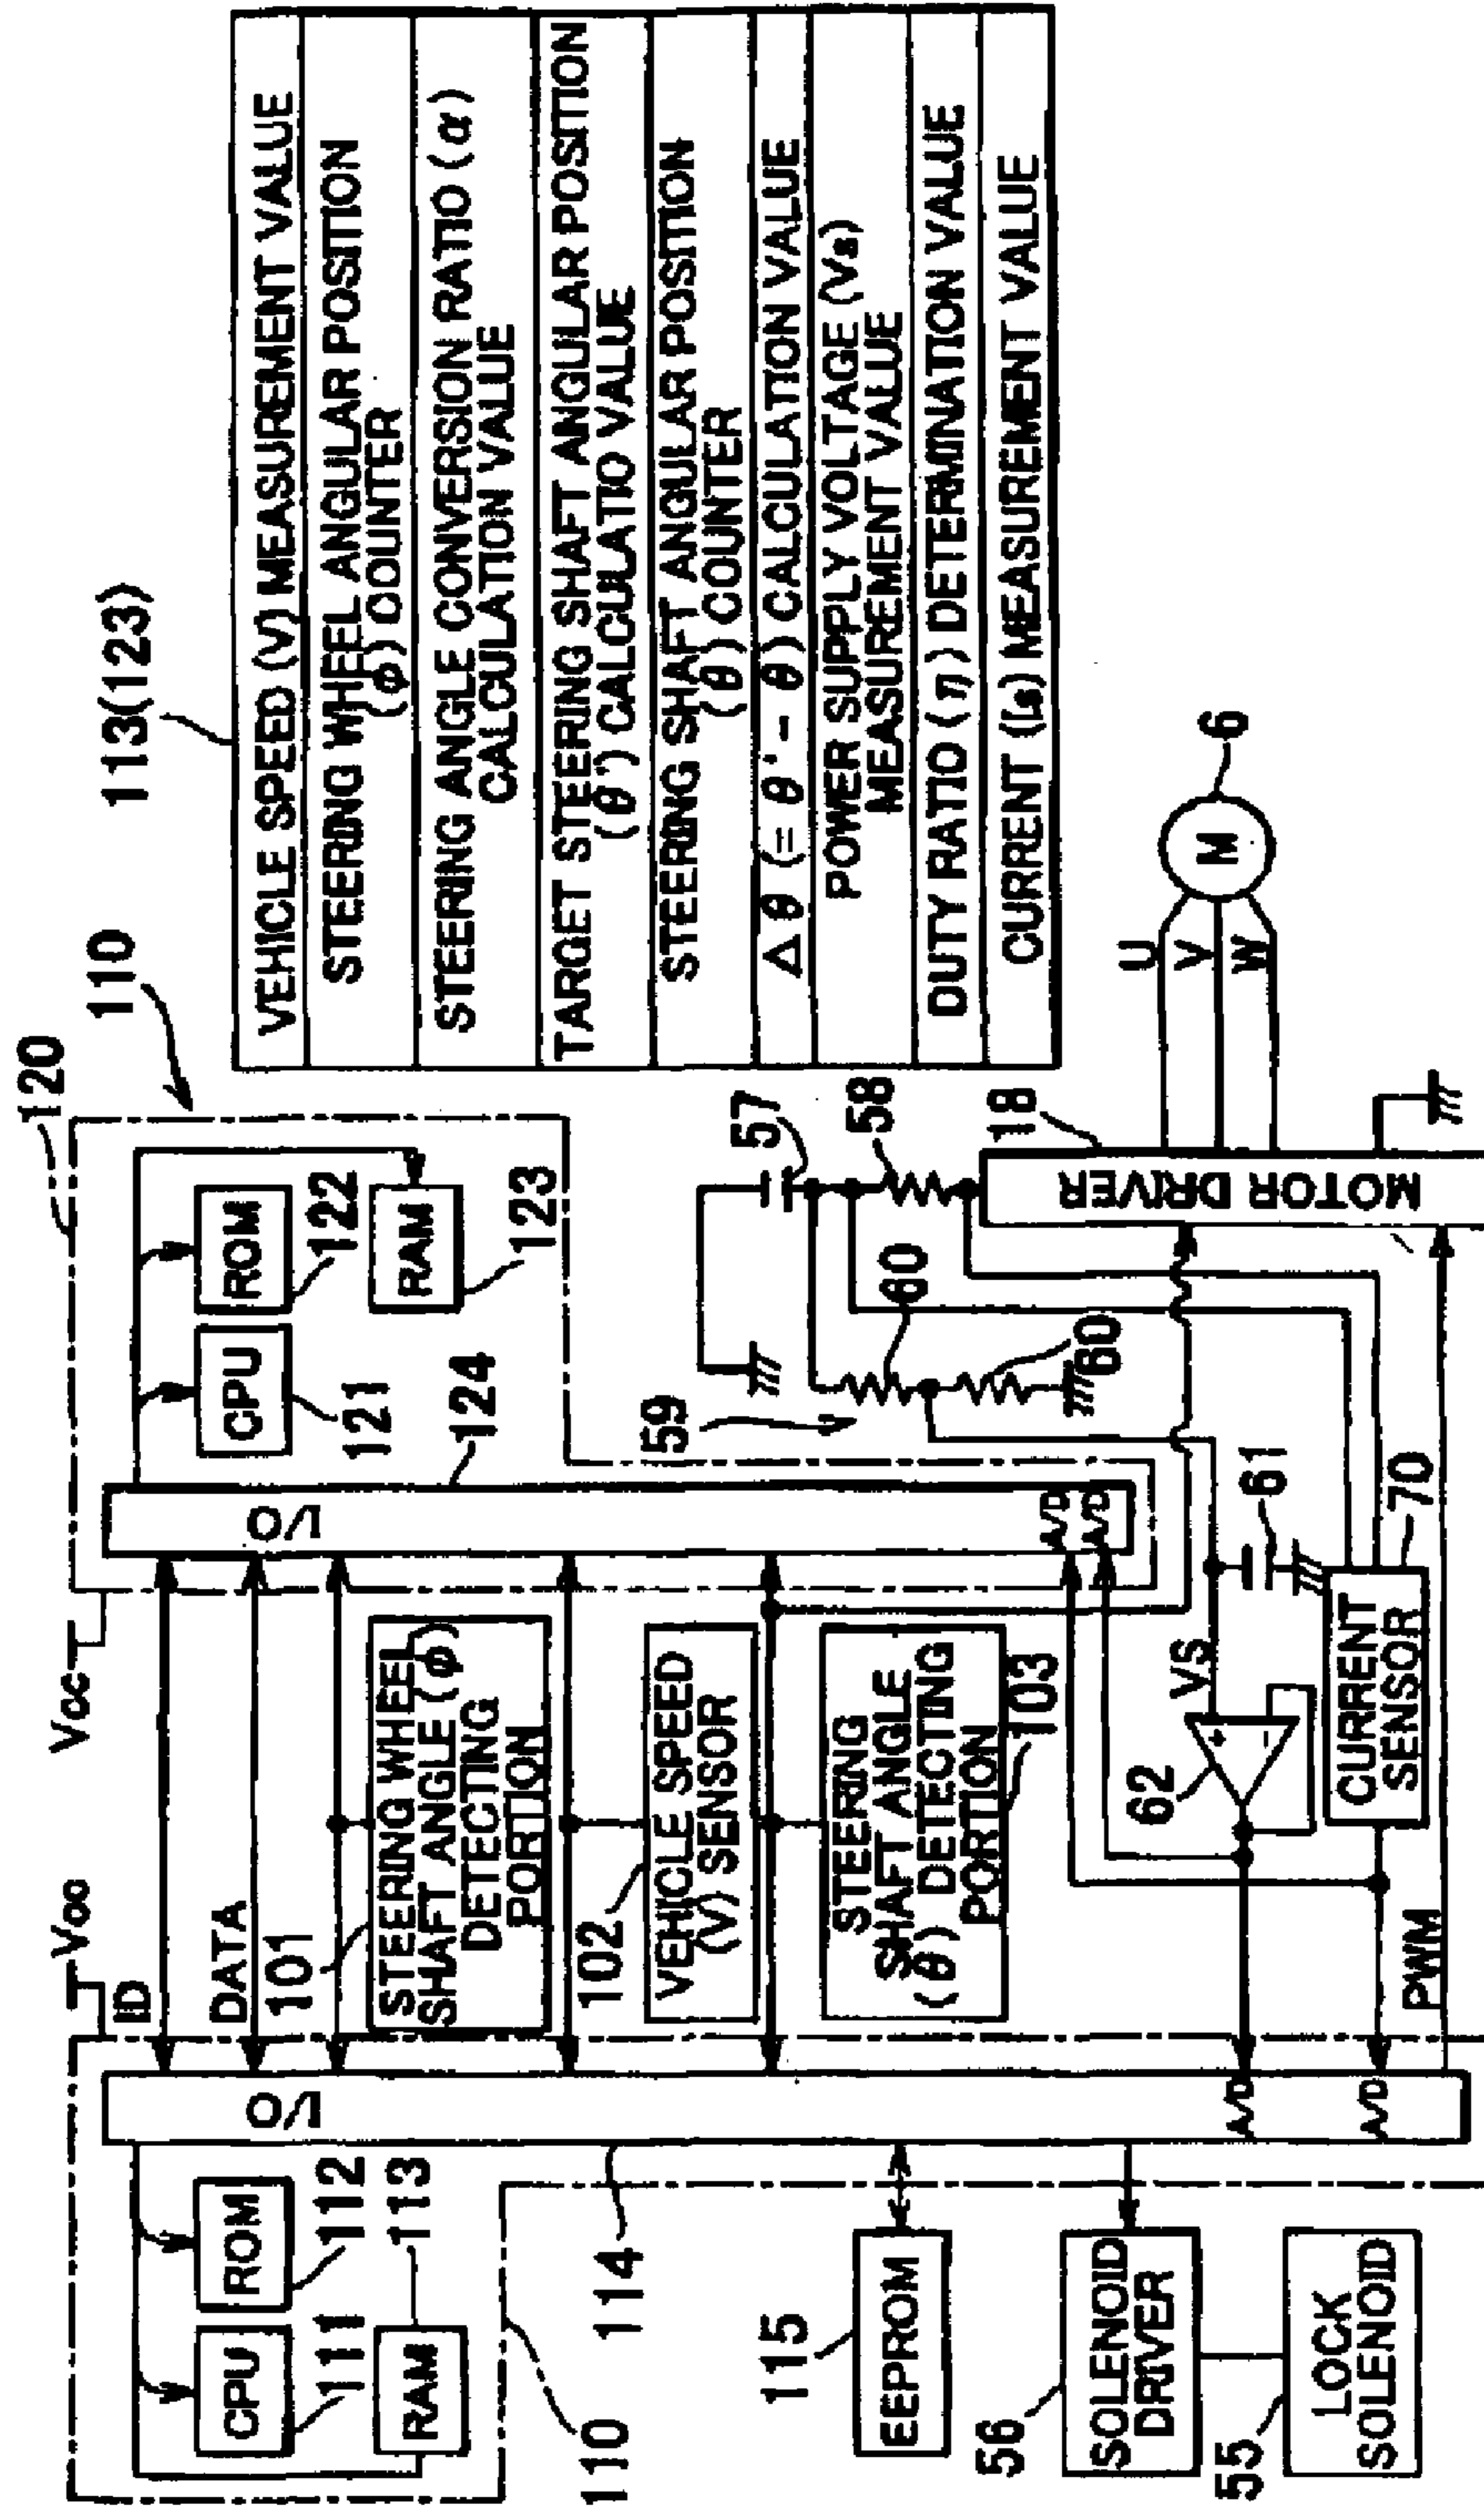 120
110
Vcc
Vcc
ID
DATA
CPU
ROM
RAM
111
112
113
I/O
114
110
101
STEERING WHEEL
SHAFT ANGLE (φ)
DETECTING
PORTION
102
VEHICLE SPEED
(V) SENSOR
STEERING
SHAFT ANGLE
(θ) DETECTING
PORTION
103
I/O
124
CPU
ROM
121
122
RAM
123
A/D
A/D
A/D
A/D
115
EEPROM
56
SOLENOID
DRIVER
55
LOCK
SOLENOID
PWM
62
+
−
VS
61
CURRENT
SENSOR
70
59
60
60
57
58
18
MOTOR DRIVER
U
V
W
M
6
113(123)
VEHICLE SPEED (V) MEASUREMENT VALUE
STEERING WHEEL ANGULAR POSITION
(φ) COUNTER
STEERING ANGLE CONVERSION RATIO (α)
CALCULATION VALUE
TARGET STEERING SHAFT ANGULAR POSITION
(θ') CALCULATIO VALUE
STEERING SHAFT ANGULAR POSITION
(θ) COUNTER
Δθ (= θ' - θ) CALCULATION VALUE
POWER SUPPLY VOLTAGE (Vs)
MEASUREMENT VALUE
DUTY RATIO (η) DETERMINATION VALUE
CURRENT (Is) MEASUREMENT VALUE